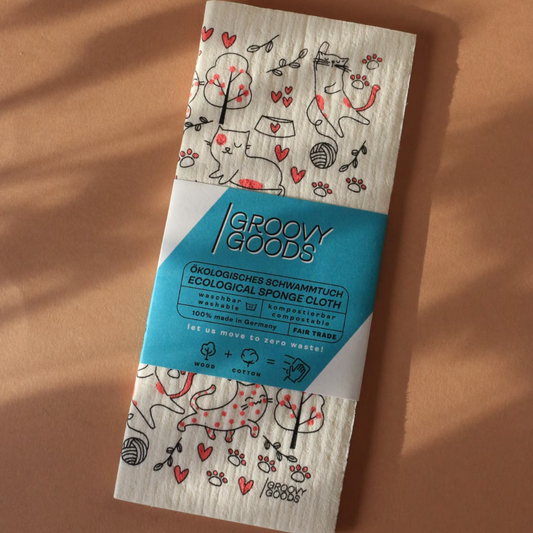 GROOVY
GOODS
ÖKOLOGISCHES SCHWAMMTUCH
ECOLOGICAL SPONGE CLOTH
waschbar
washable
kompostierbar
compostable
100% made in Germany
FAIR TRADE
let us move to zero waste!
WOOD + COTTON =
GROOVY
GOODS